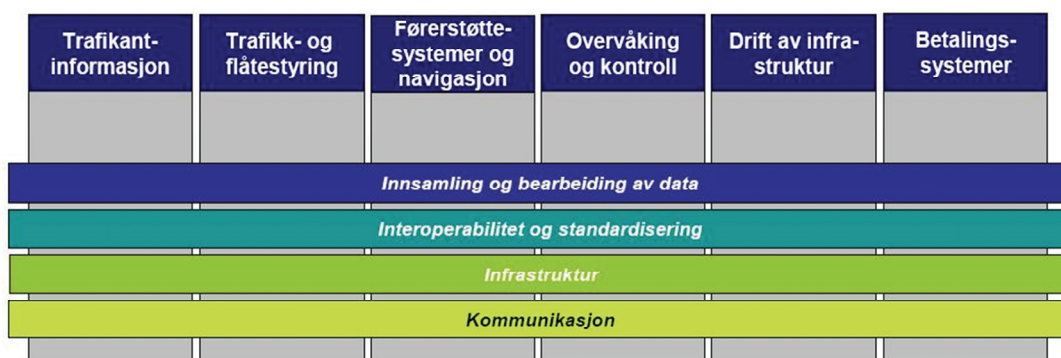 Trafikant-
informasjon
Trafikk- og
flåtestyring
Førerstøtte-
systemer og
navigasjon
Overvåking
og kontroll
Drift av infra-
struktur
Betalings-
systemer
Innsamling og bearbeiding av data
Interoperabilitet og standardisering
Infrastruktur
Kommunikasjon